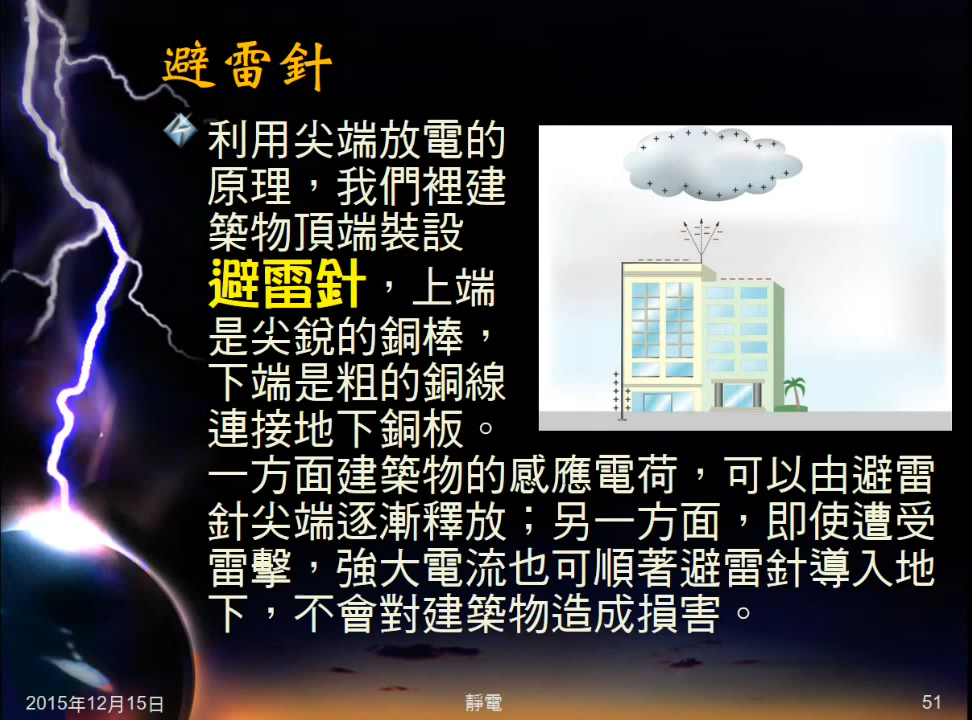 避雷針
利用尖端放電的
原理，我們裡建
築物頂端裝設
避雷針，上端
是尖銳的銅棒，
下端是粗的銅線
連接地下銅板。
一方面建築物的感應電荷，可以由避雷
針尖端逐漸釋放；另一方面，即使遭受
雷擊，強大電流也可順著避雷針導入地
下，不會對建築物造成損害。
2015年12月15日
靜電
51